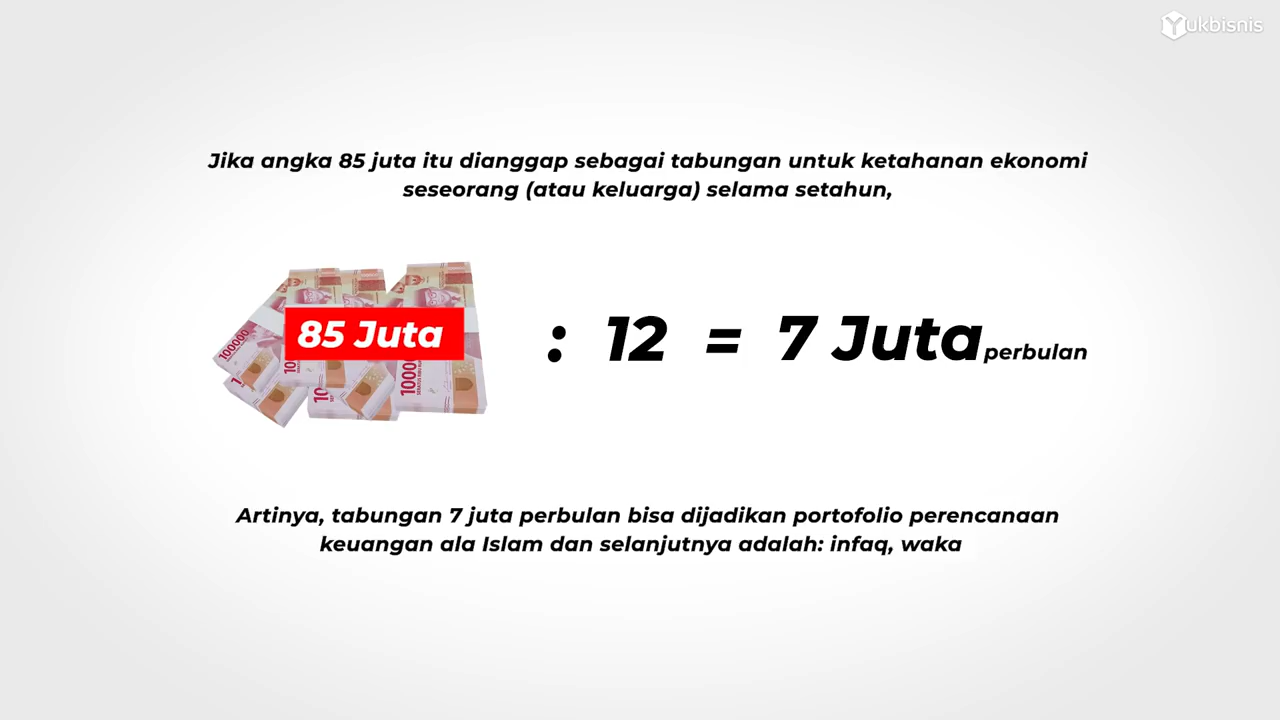 Yukbisnis
Jika angka 85 juta itu dianggap sebagai tabungan untuk ketahanan ekonomi
seseorang (atau keluarga) selama setahun,
85 Juta : 12 = 7 Juta perbulan
100000
Artinya, tabungan 7 juta perbulan bisa dijadikan portofolio perencanaan
keuangan ala Islam dan selanjutnya adalah: infaq, waka